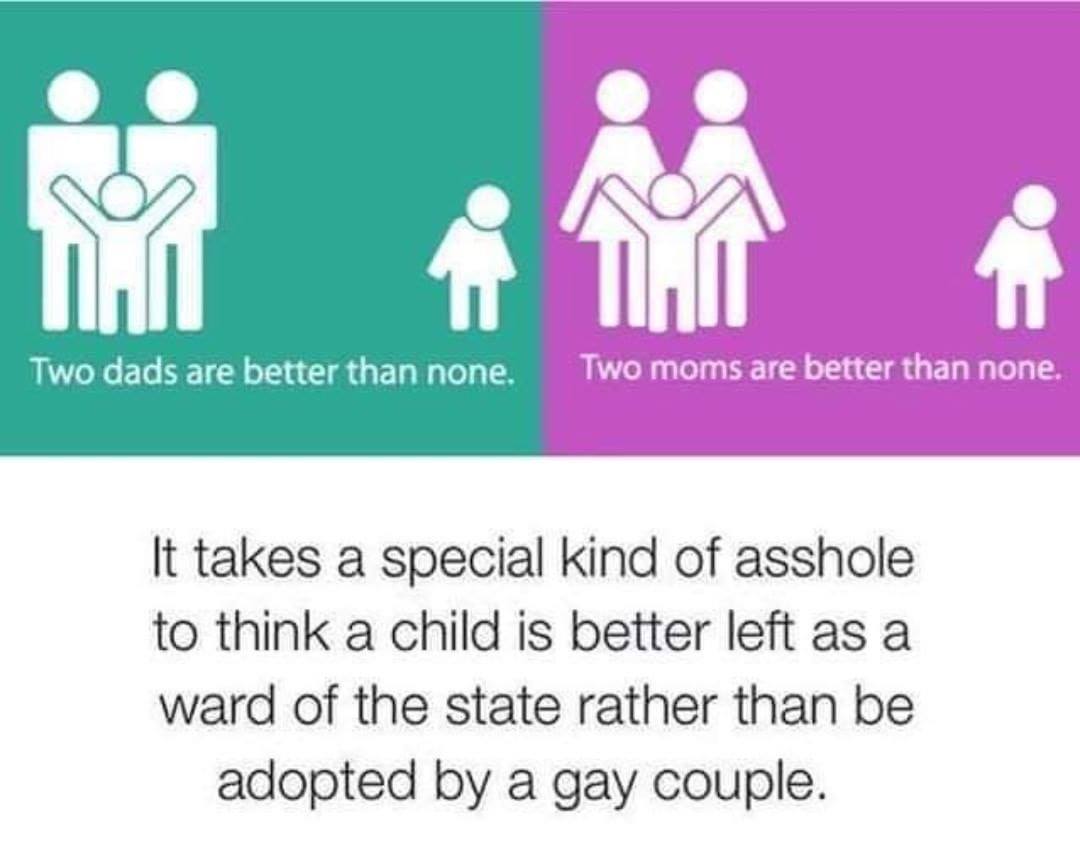 Two dads are better than none.
Two moms are better than none.
It takes a special kind of asshole
to think a child is better left as a
ward of the state rather than be
adopted by a gay couple.